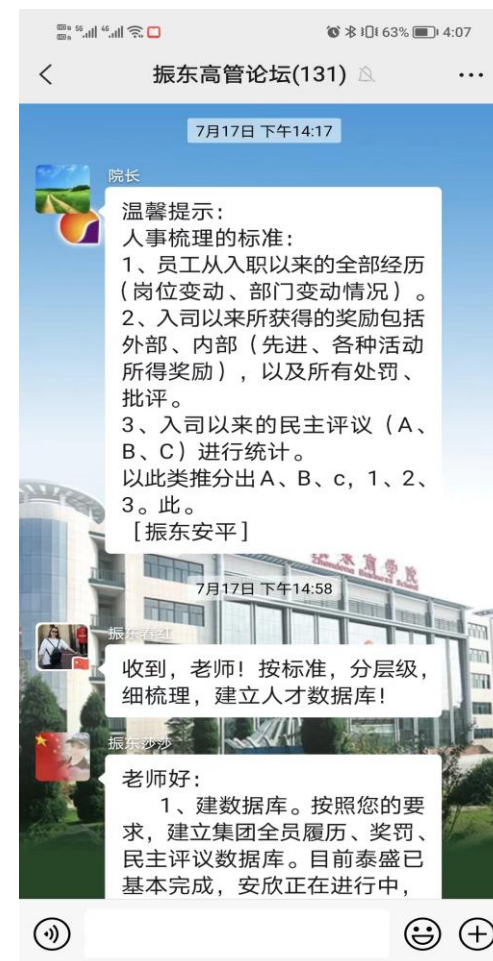 5G 4G 63% 4:07
振东高管论坛(131)
7月17日 下午14:17
院长
温馨提示:
人事梳理的标准:
1、员工从入职以来的全部经历
(岗位变动、部门变动情况)。
2、入司以来所获得的奖励包括
外部、内部(先进、各种活动
所得奖励),以及所有处罚、
批评。
3、入司以来的民主评议(A、
B、C)进行统计。
以此类推分出A、B、c,1、2、
3。此。
[振东安平]
7月17日 下午14:58
振东春红
收到,老师!按标准,分层级,
细梳理,建立人才数据库!
振东莎莎
老师好:
1、建数据库。按照您的要
求,建立集团全员履历、奖罚、
民主评议数据库。目前泰盛已
基本完成,安欣正在进行中,